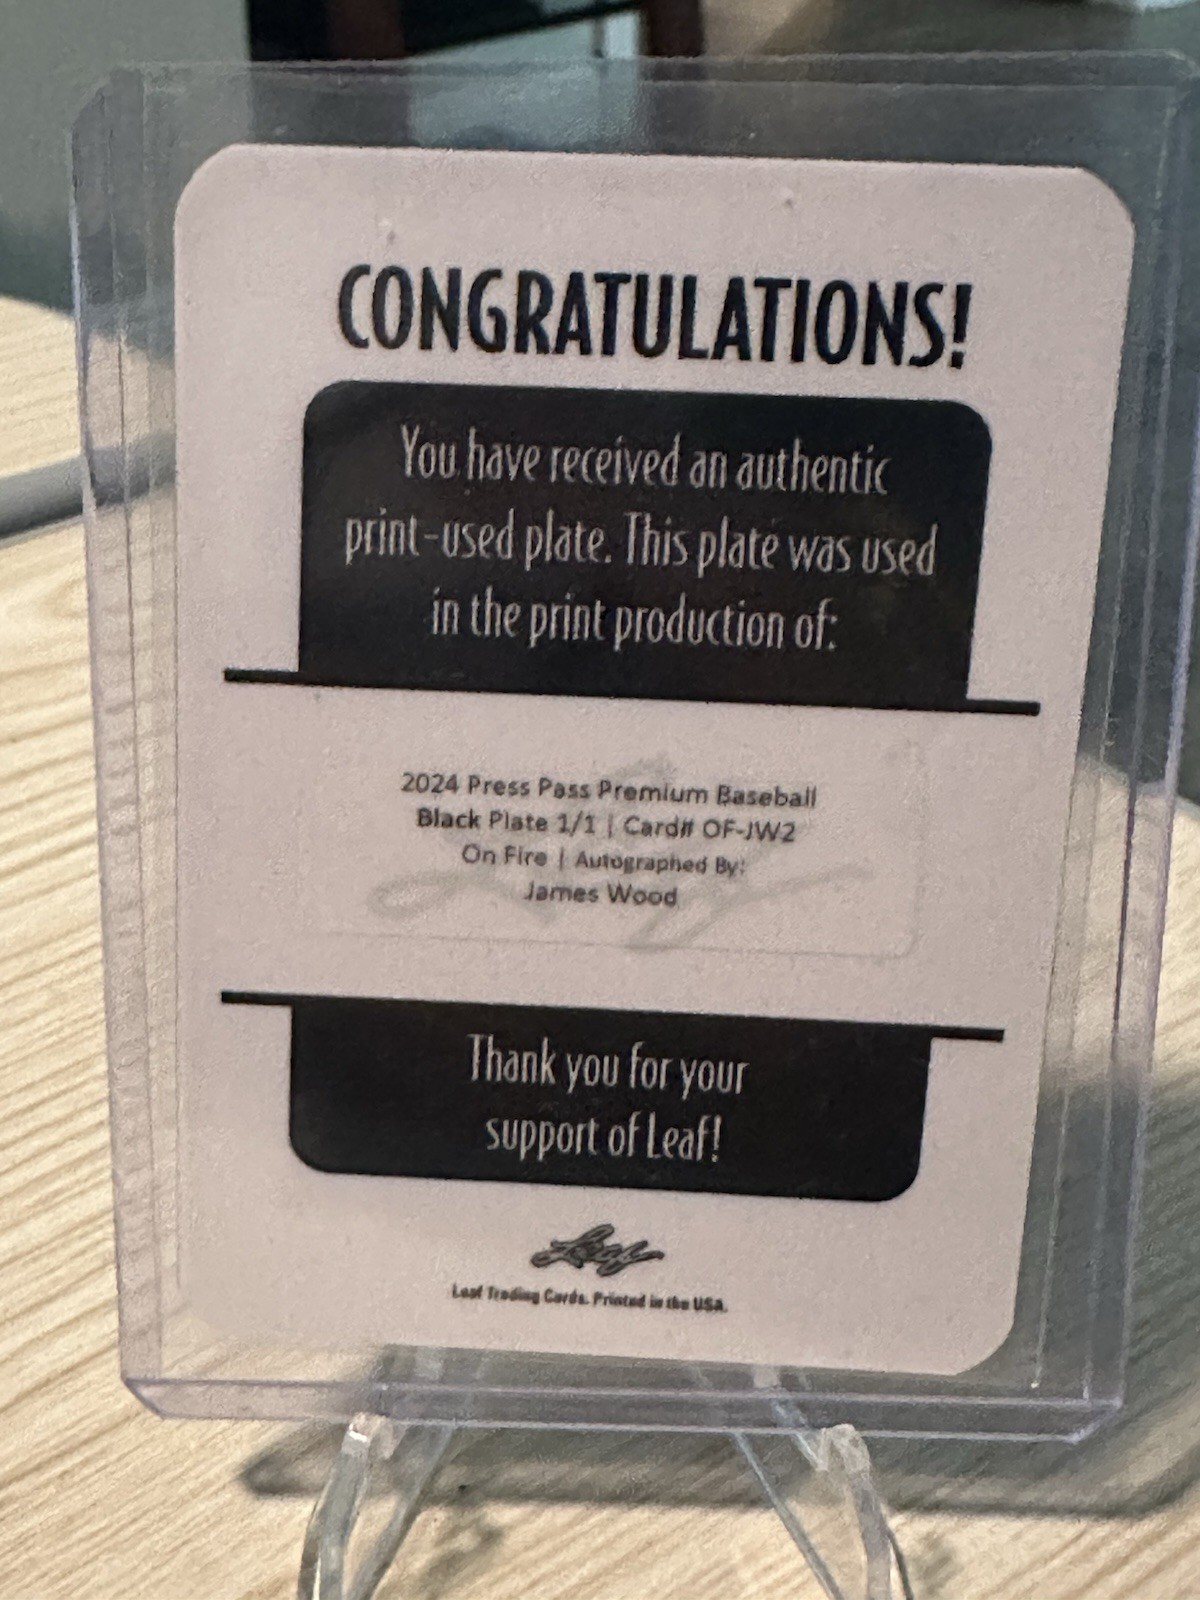 CONGRATULATIONS!
You have received an authentic
print-used plate. This plate was used
in the print production of:
2024 Press Pass Premium Baseball
Black Plate 1/1 | Card# OF-JW2
On Fire | Autographed By:
James Wood
Thank you for your
support of Leaf!
Leaf
Leaf Trading Cards. Printed in the USA.